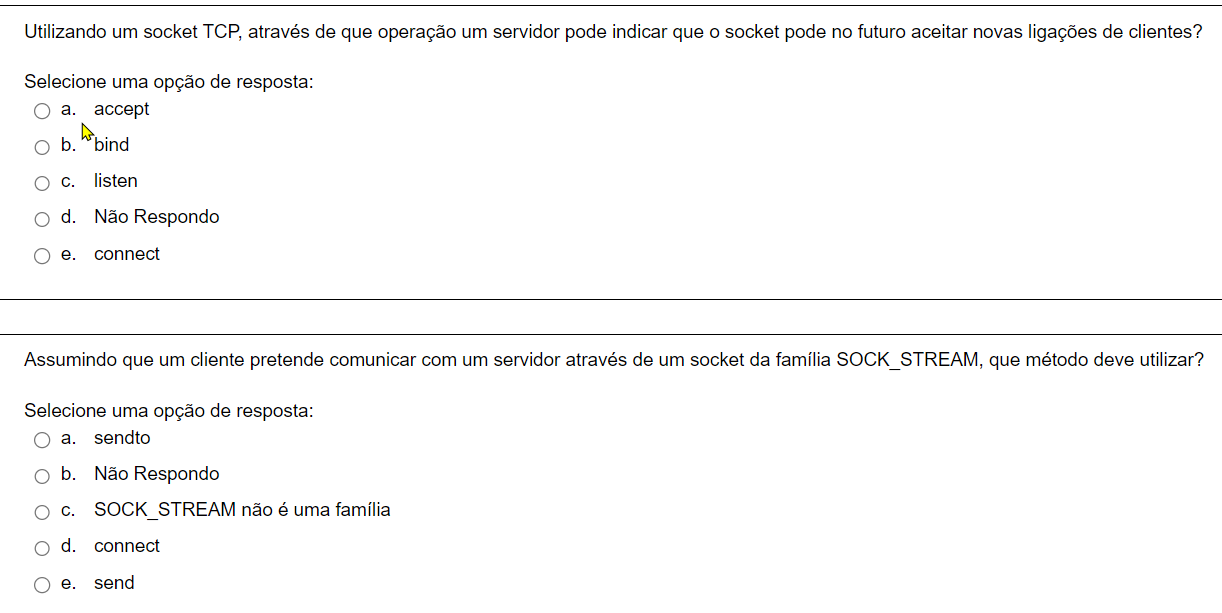 Utilizando um socket TCP, através de que operação um servidor pode indicar que o socket pode no futuro aceitar novas ligações de clientes?
Selecione uma opção de resposta:
a. accept
b. bind
c. listen
d. Não Respondo
e. connect
Assumindo que um cliente pretende comunicar com um servidor através de um socket da família SOCK_STREAM, que método deve utilizar?
Selecione uma opção de resposta:
a. sendto
b. Não Respondo
c. SOCK_STREAM não é uma família
d. connect
e. send